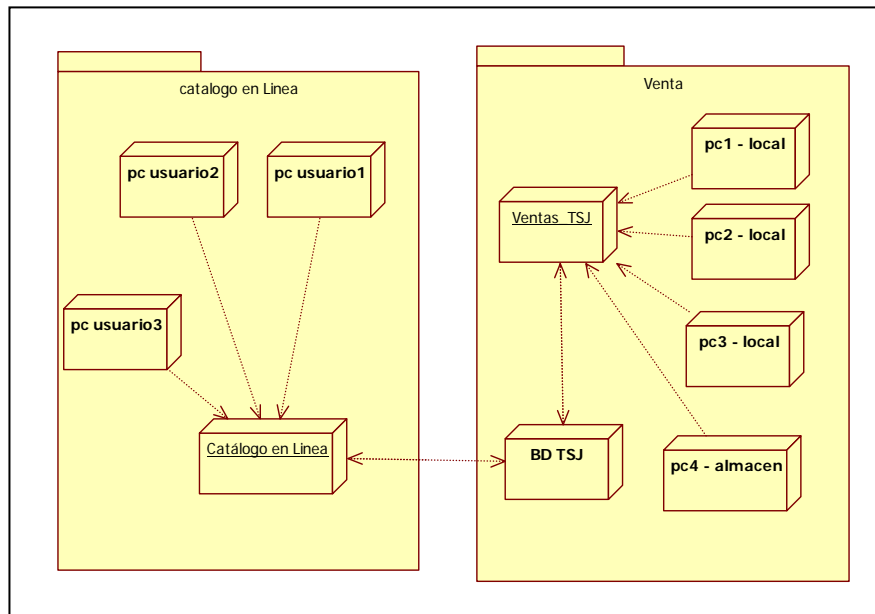 catalogo en Linea
pc usuario2
pc usuario1
pc usuario3
Catálogo en Linea
Venta
pc1 - local
Ventas_TSJ
pc2 - local
pc3 - local
BD TSJ
pc4 - almacen